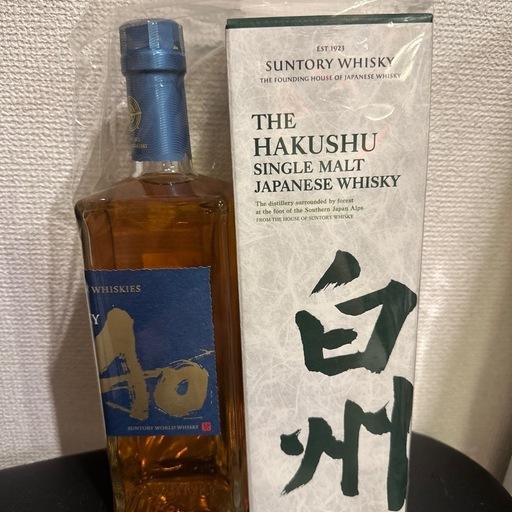 WHISKIES
Y
Ao
SUNTORY WORLD WHISKY
EST 1923
SUNTORY WHISKY
THE FOUNDING HOUSE OF JAPANESE WHISKY
THE
HAKUSHU
SINGLE MALT
JAPANESE WHISKY
The distillery surrounded by forest
at the foot of the Southern Japan Alps
FROM THE HOUSE OF SUNTORY WHISKY
白州